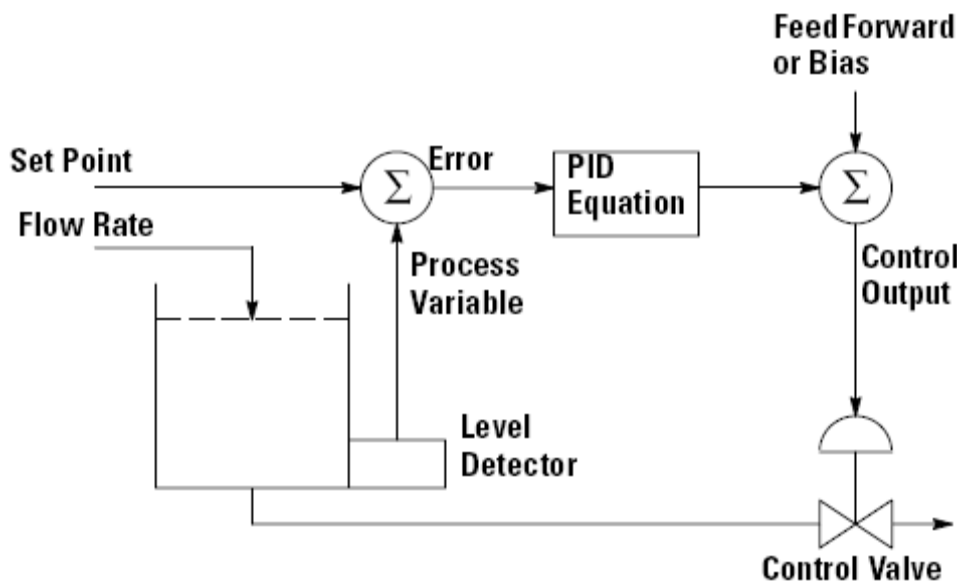 Feed Forward
or Bias
Set Point
Σ
Error
PID
Equation
Σ
Flow Rate
Process
Variable
Control
Output
Level
Detector
Control Valve